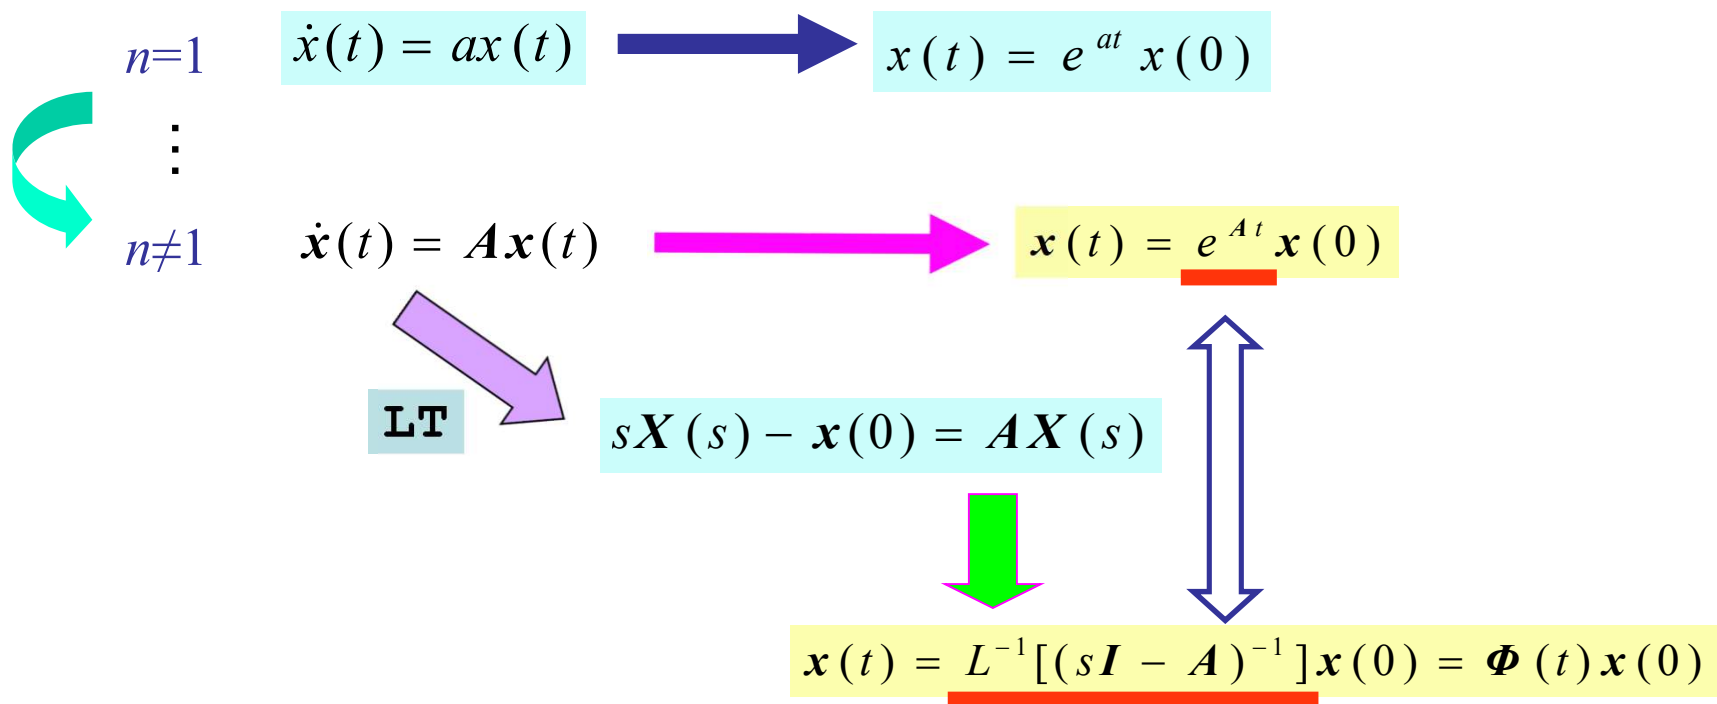 n=1 ẋ(t) = ax(t) x(t) = e^{at} x(0)
⋮
n≠1 ẋ(t) = Ax(t) x(t) = e^{At} x(0)
LT sX(s) − x(0) = AX(s)
x(t) = L^{-1}[(sI − A)^{-1}]x(0) = Φ(t)x(0)